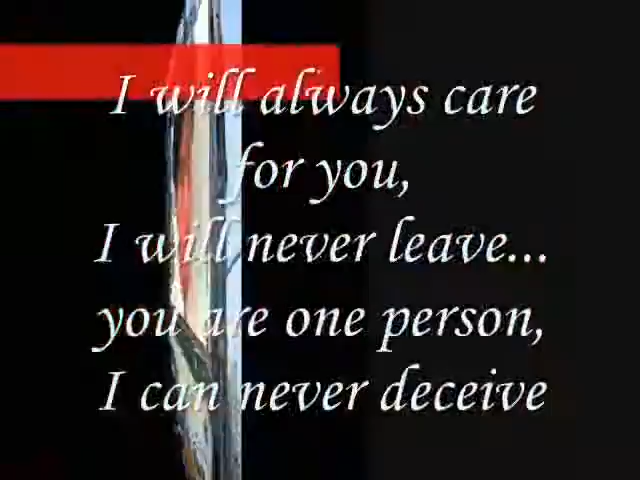 I will always care
for you,
I will never leave...
you are one person,
I can never deceive